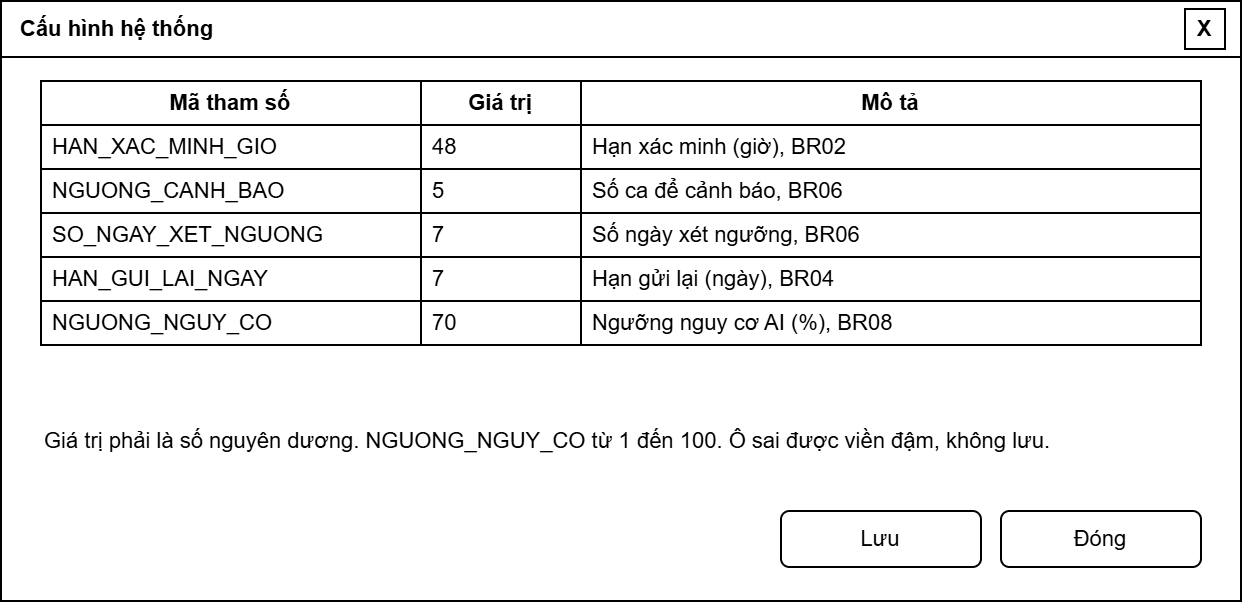 Cấu hình hệ thống X
Mã tham số Giá trị Mô tả
HAN_XAC_MINH_GIO 48 Hạn xác minh (giờ), BR02
NGUONG_CANH_BAO 5 Số ca để cảnh báo, BR06
SO_NGAY_XET_NGUONG 7 Số ngày xét ngưỡng, BR06
HAN_GUI_LAI_NGAY 7 Hạn gửi lại (ngày), BR04
NGUONG_NGUY_CO 70 Ngưỡng nguy cơ AI (%), BR08
Giá trị phải là số nguyên dương. NGUONG_NGUY_CO từ 1 đến 100. Ô sai được viền đậm, không lưu.
Lưu Đóng